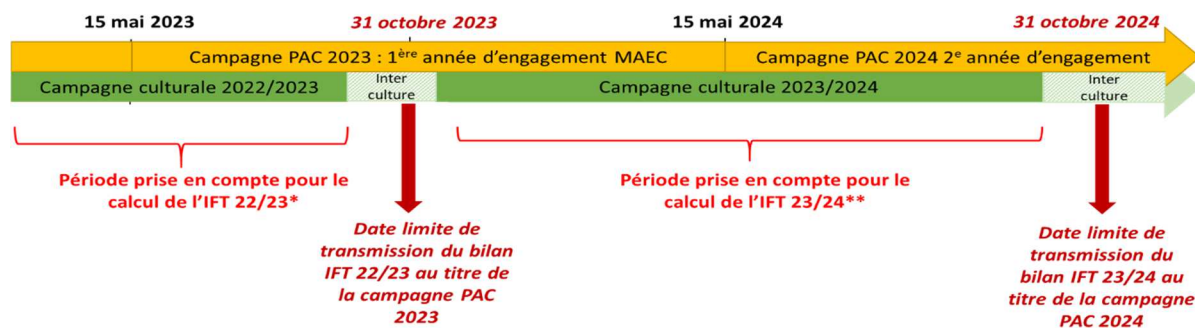 15 mai 2023
31 octobre 2023
15 mai 2024
31 octobre 2024
Campagne PAC 2023 : 1ère année d'engagement MAEC
Campagne PAC 2024 2e année d'engagement
Campagne culturale 2022/2023
Inter
culture
Campagne culturale 2023/2024
Inter
culture
Période prise en compte pour le
calcul de l'IFT 22/23*
Période prise en compte pour le
calcul de l'IFT 23/24**
Date limite de
transmission du bilan
IFT 22/23 au titre de
la campagne PAC
2023
Date limite de
transmission du
bilan IFT 23/24 au
titre de la campagne
PAC 2024